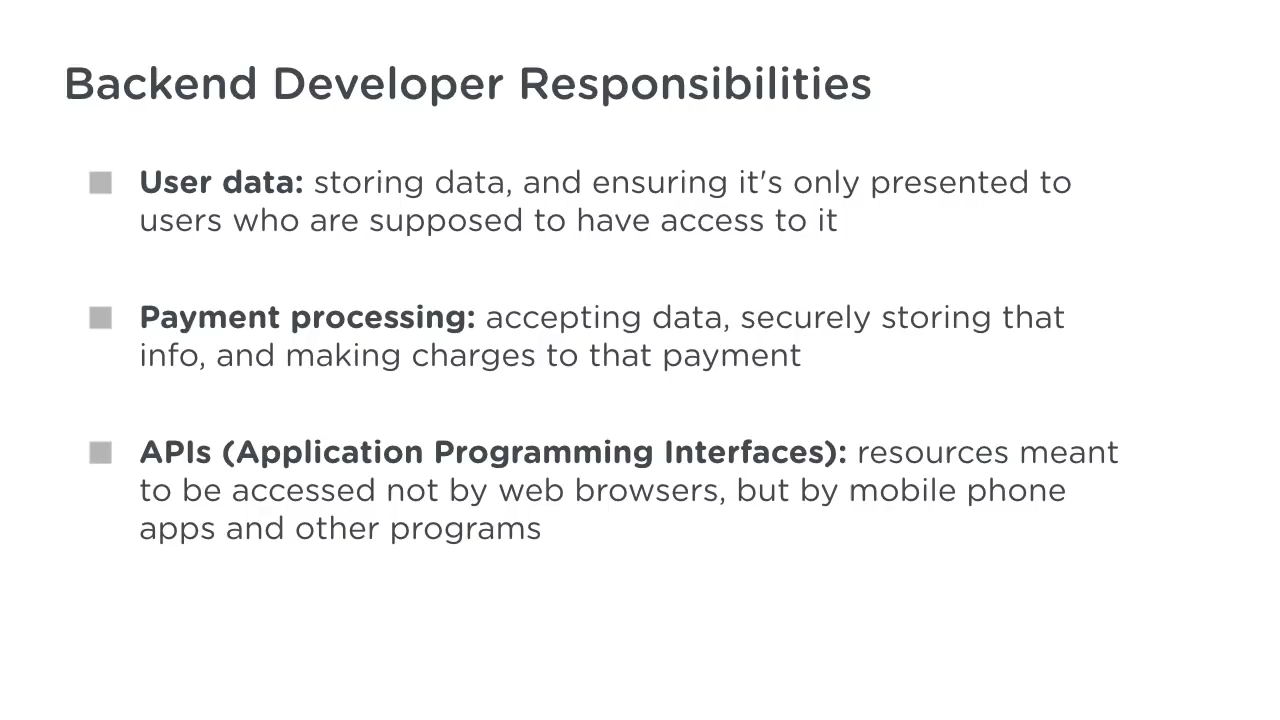 Backend Developer Responsibilities
User data: storing data, and ensuring it's only presented to
users who are supposed to have access to it
Payment processing: accepting data, securely storing that
info, and making charges to that payment
APIs (Application Programming Interfaces): resources meant
to be accessed not by web browsers, but by mobile phone
apps and other programs